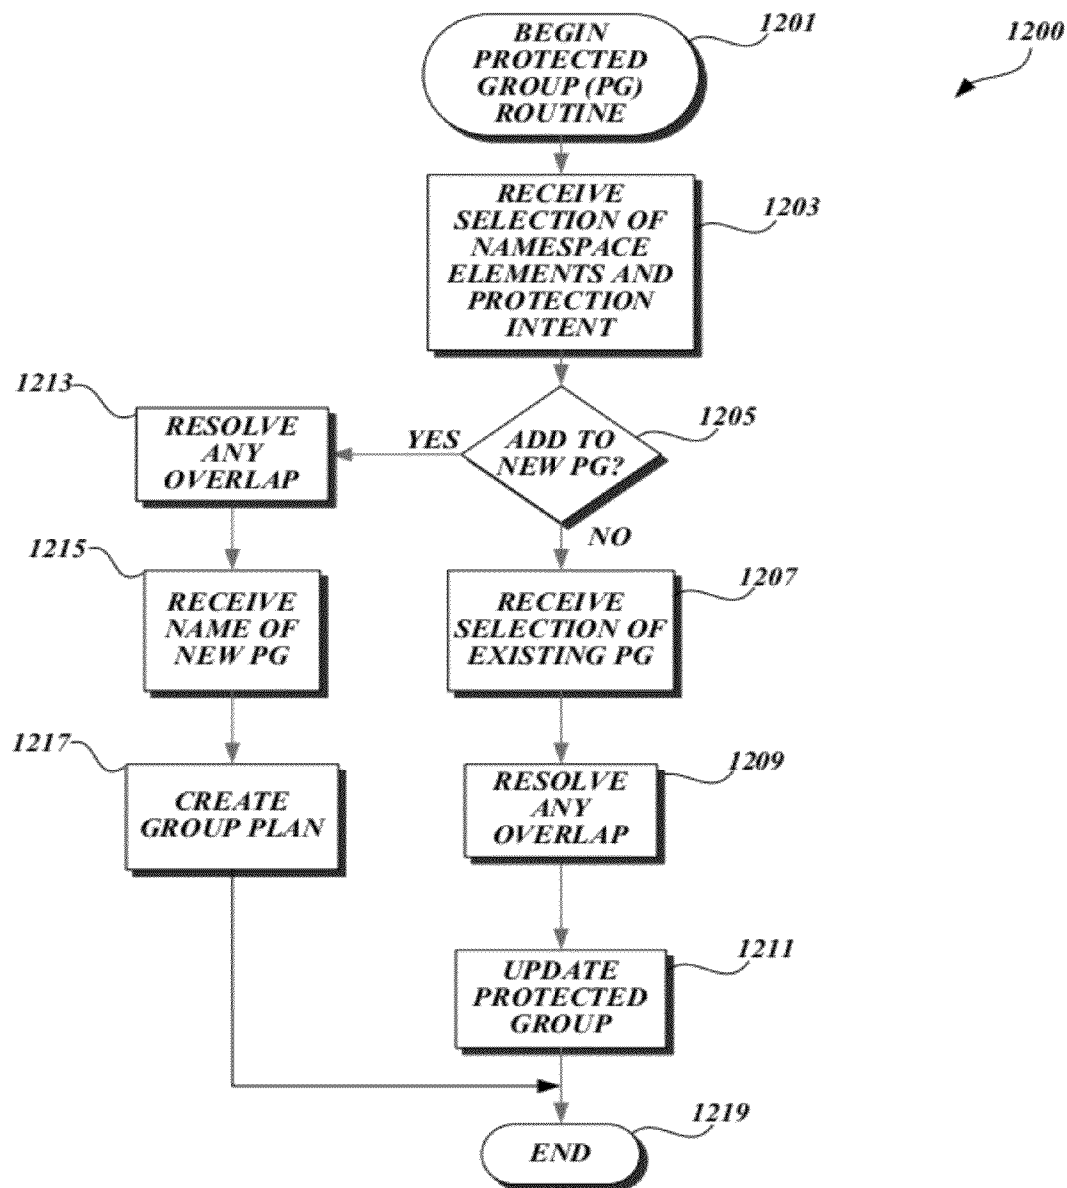 BEGIN
PROTECTED
GROUP (PG)
ROUTINE
1201
1200
RECEIVE
SELECTION OF
NAMESPACE
ELEMENTS AND
PROTECTION
INTENT
1203
ADD TO
NEW PG?
1205
YES
NO
1213
RESOLVE
ANY
OVERLAP
1215
RECEIVE
NAME OF
NEW PG
1217
CREATE
GROUP PLAN
RECEIVE
SELECTION OF
EXISTING PG
1207
RESOLVE
ANY
OVERLAP
1209
UPDATE
PROTECTED
GROUP
1211
END
1219